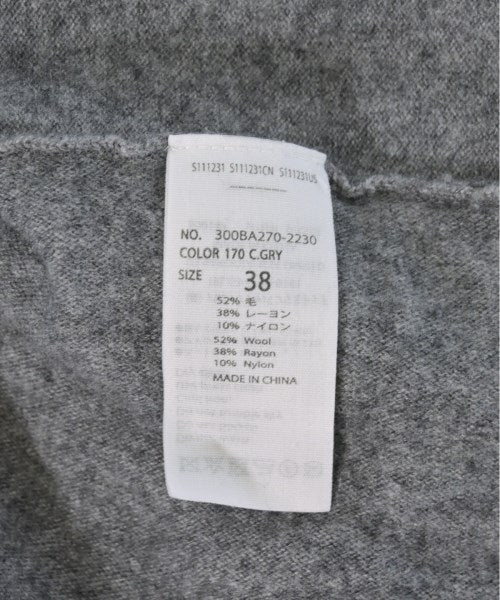 S111231 S111231CN S111231US
NO. 300BA270-2230
COLOR 170 C.GRY
SIZE 38
52% 毛
38% レーヨン
10% ナイロン
52% Wool
38% Rayon
10% Nylon
MADE IN CHINA